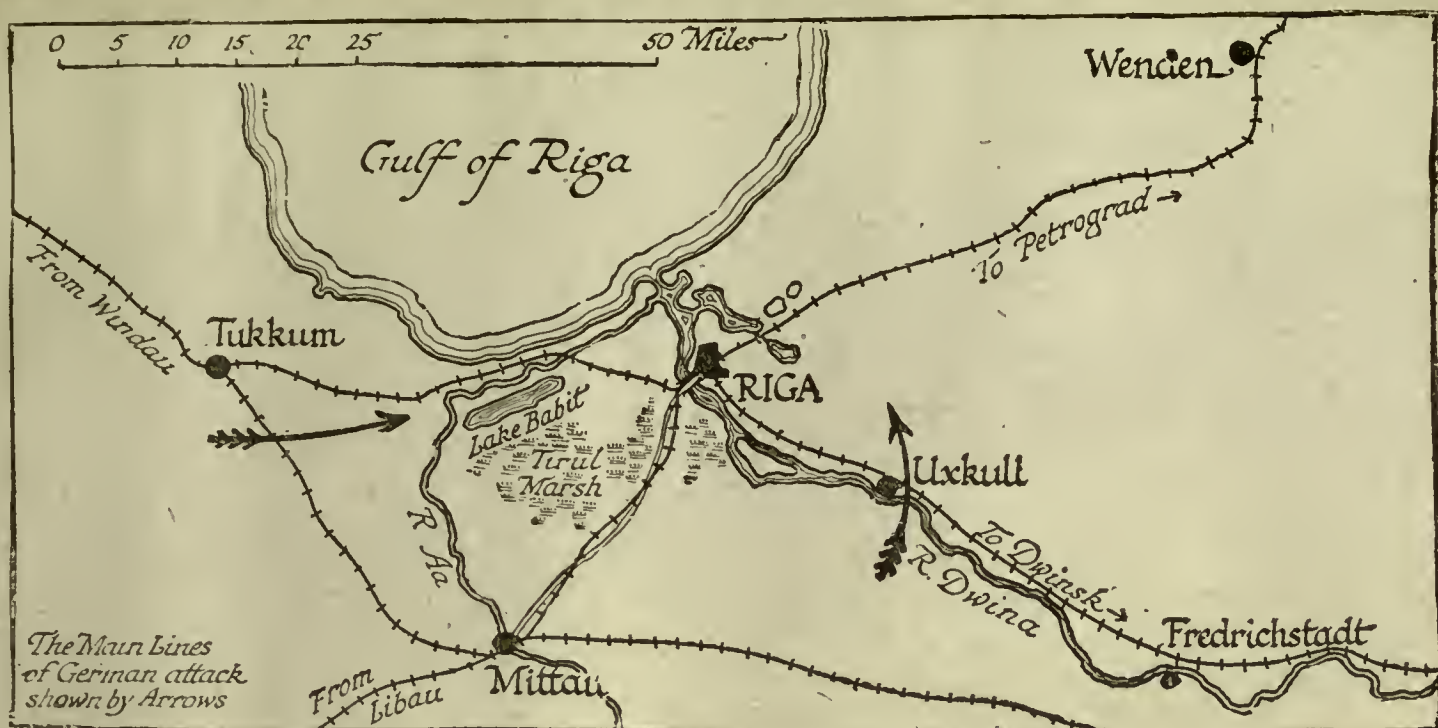 0 5 10 15 20 25 50 Miles
Wenden
Gulf of Riga
To Petrograd
From Windau
Tukkum
RIGA
Lake Babit
Tirul
Marsh
Uxkull
R Aa
To Dwinsk
R. Dwina
Fredrichstadt
The Main Lines
of German attack
shown by Arrows
Mittau
From
Libau